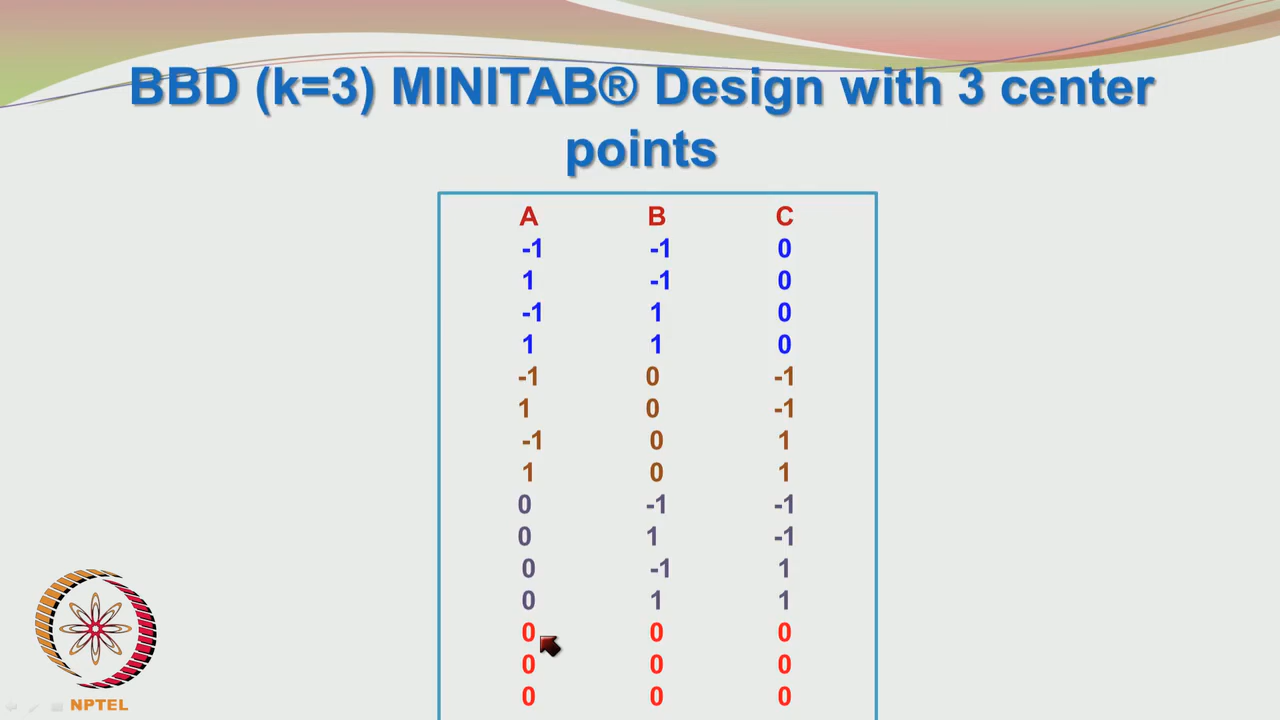 BBD (k=3) MINITAB® Design with 3 center
points
A B C
-1 -1 0
1 -1 0
-1 1 0
1 1 0
-1 0 -1
1 0 -1
-1 0 1
1 0 1
0 -1 -1
0 1 -1
0 -1 1
0 1 1
0 0 0
0 0 0
0 0 0
NPTEL